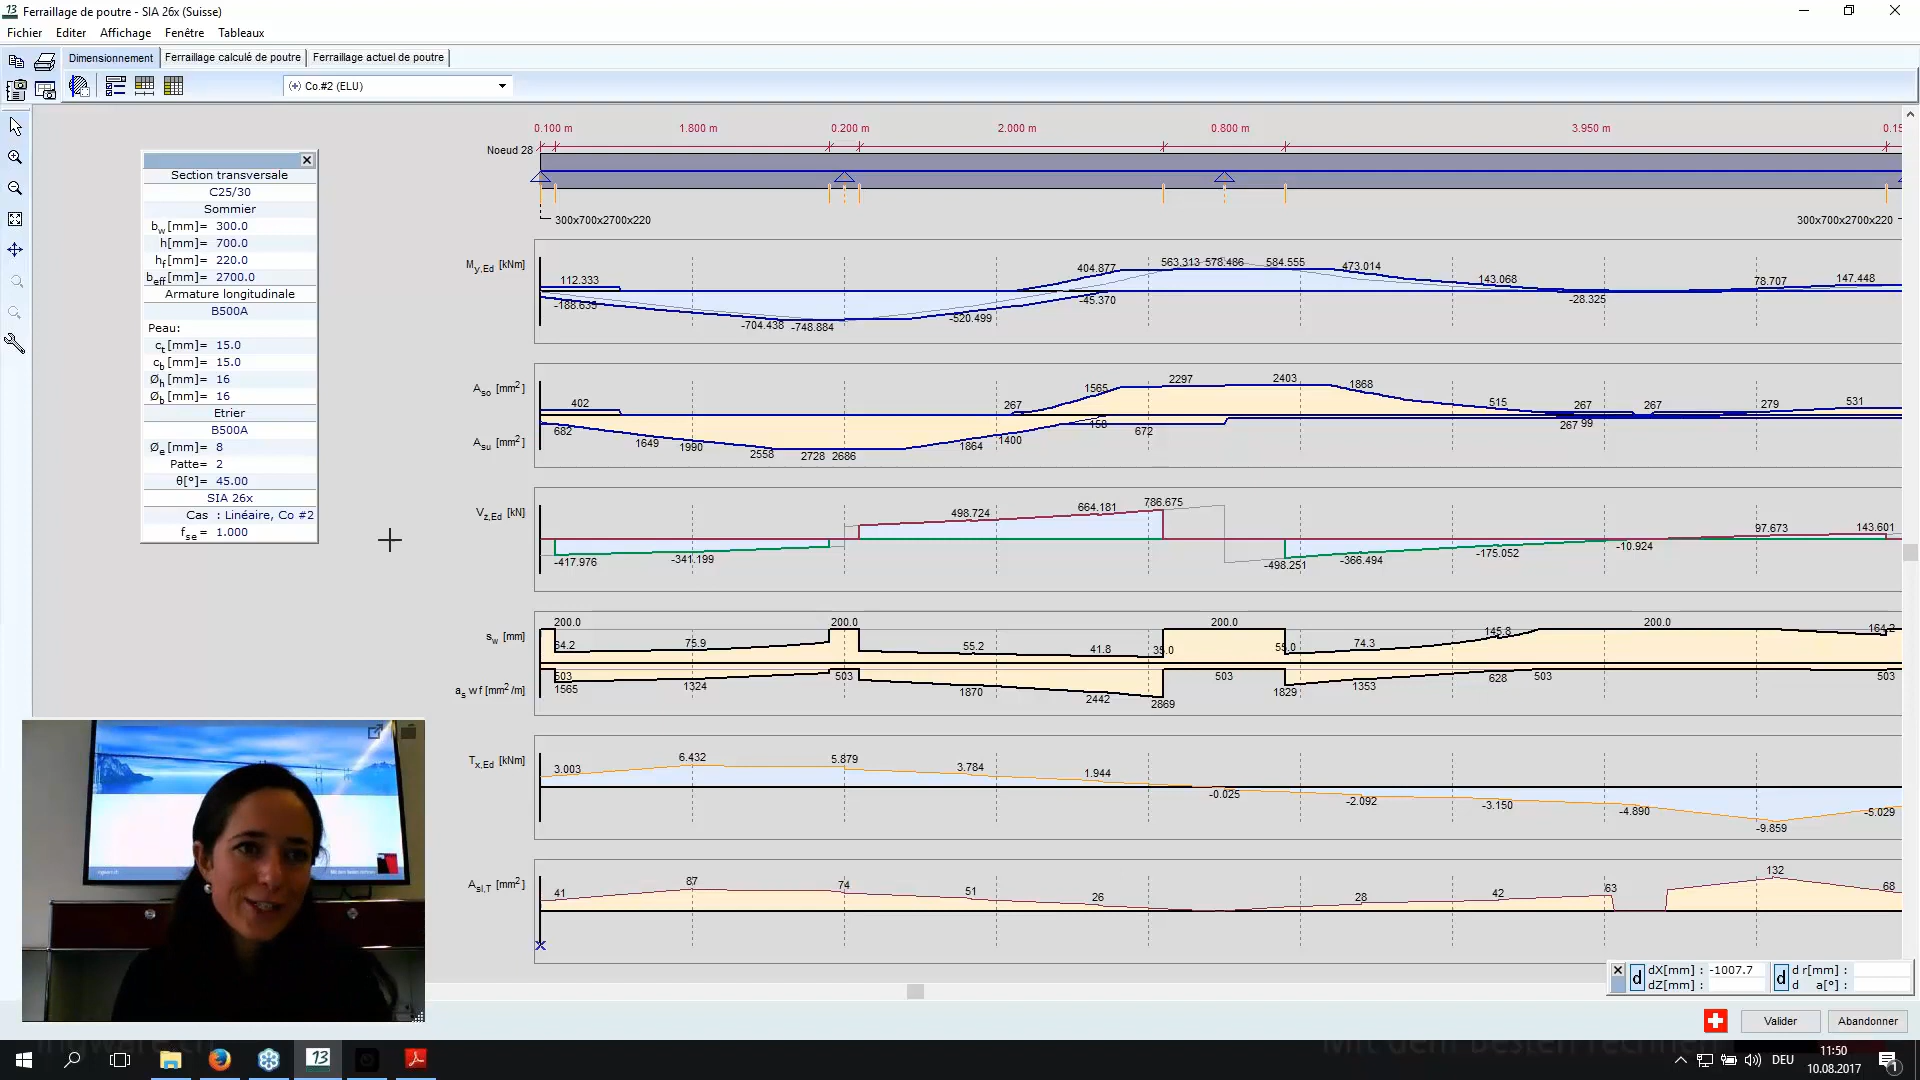 Ferraillage de poutre - SIA 26x (Suisse)
Fichier Editer Affichage Fenêtre Tableaux
Dimensionnement Ferraillage calculé de poutre Ferraillage actuel de poutre
(+) Co.#2 (ELU)
0.100 m 1.800 m 0.200 m 2.000 m 0.800 m 3.950 m 0.15
Noeud 28
300x700x2700x220 300x700x2700x220
Section transversale
C25/30
Sommier
bw[mm]= 300.0
h[mm]= 700.0
hf[mm]= 220.0
beff[mm]= 2700.0
Armature longitudinale
B500A
Peau:
ct[mm]= 15.0
cb[mm]= 15.0
Øh[mm]= 16
Øb[mm]= 16
Etrier
B500A
Øe[mm]= 8
Patte= 2
θ[°]= 45.00
SIA 26x
Cas : Linéaire, Co #2
fse= 1.000
My,Ed [kNm]
112.333 404.877 563.313 578.486 584.555 473.014 143.068 78.707 147.448
-188.635 -704.438 -748.884 -520.499 -45.370 -28.325
Aso [mm2]
402 267 1565 2297 2403 1868 515 267 267 279 531
Asu [mm2]
682 1649 1990 2558 2728 2686 1864 1400 158 672 267 99
Vz,Ed [kN]
498.724 664.181 786.675 97.673 143.601
-417.976 -341.199 -498.251 -366.494 -175.052 -10.924
sw [mm]
200.0 64.2 75.9 200.0 55.2 41.8 35.0 200.0 55.0 74.3 145.8 200.0 164.2
as wf [mm2/m]
503 1565 1324 503 1870 2442 2869 503 1829 1353 628 503 503
Tx,Ed [kNm]
3.003 6.432 5.879 3.784 1.944 -0.025 -2.092 -3.150 -4.890 -9.859 -5.029
Asl,T [mm2]
41 87 74 51 26 28 42 63 132 68
d dX[mm] : -1007.7 d d r[mm] :
dZ[mm] : d a[°] :
Valider Abandonner
13
DEU
11:50
10.08.2017
1